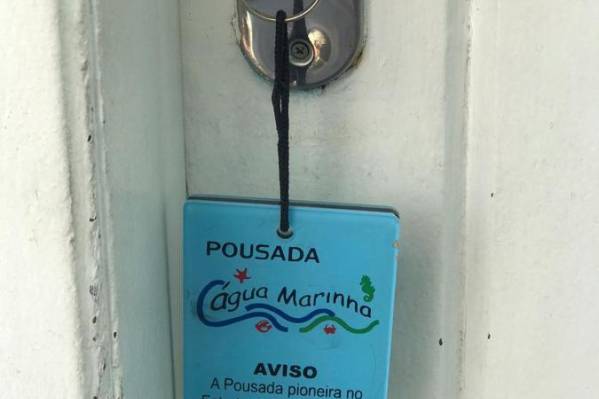 POUSADA
água Marinha
AVISO
A Pousada pioneira no